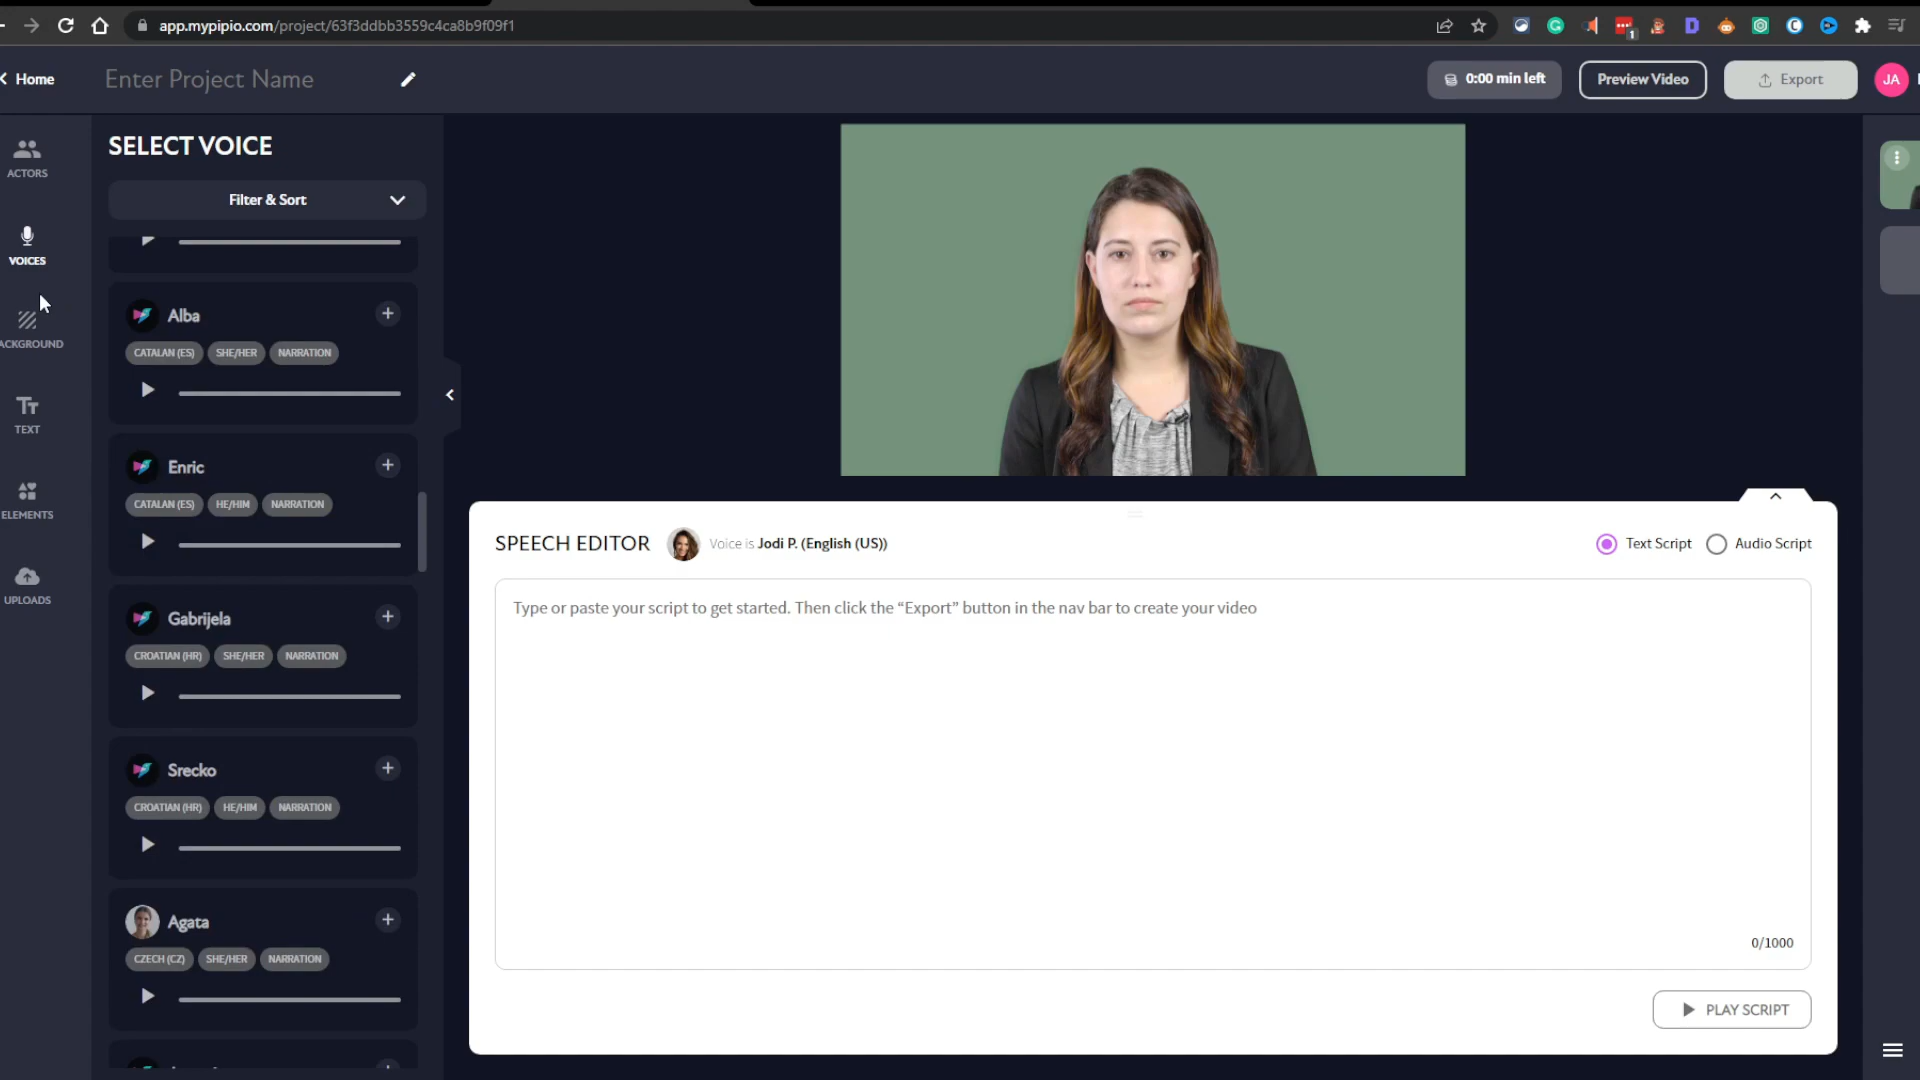 app.mypipio.com/project/63f3ddbb3559c4ca8b9f09f1
1
Home
Enter Project Name
0:00 min left
Preview Video
Export
JA
ACTORS
VOICES
ACKGROUND
TEXT
ELEMENTS
UPLOADS
SELECT VOICE
Filter & Sort
Alba
CATALAN (ES) SHE/HER NARRATION
Enric
CATALAN (ES) HE/HIM NARRATION
Gabrijela
CROATIAN (HR) SHE/HER NARRATION
Srecko
CROATIAN (HR) HE/HIM NARRATION
Agata
CZECH (CZ) SHE/HER NARRATION
SPEECH EDITOR
Voice is Jodi P. (English (US))
Text Script
Audio Script
Type or paste your script to get started. Then click the “Export” button in the nav bar to create your video
0/1000
PLAY SCRIPT